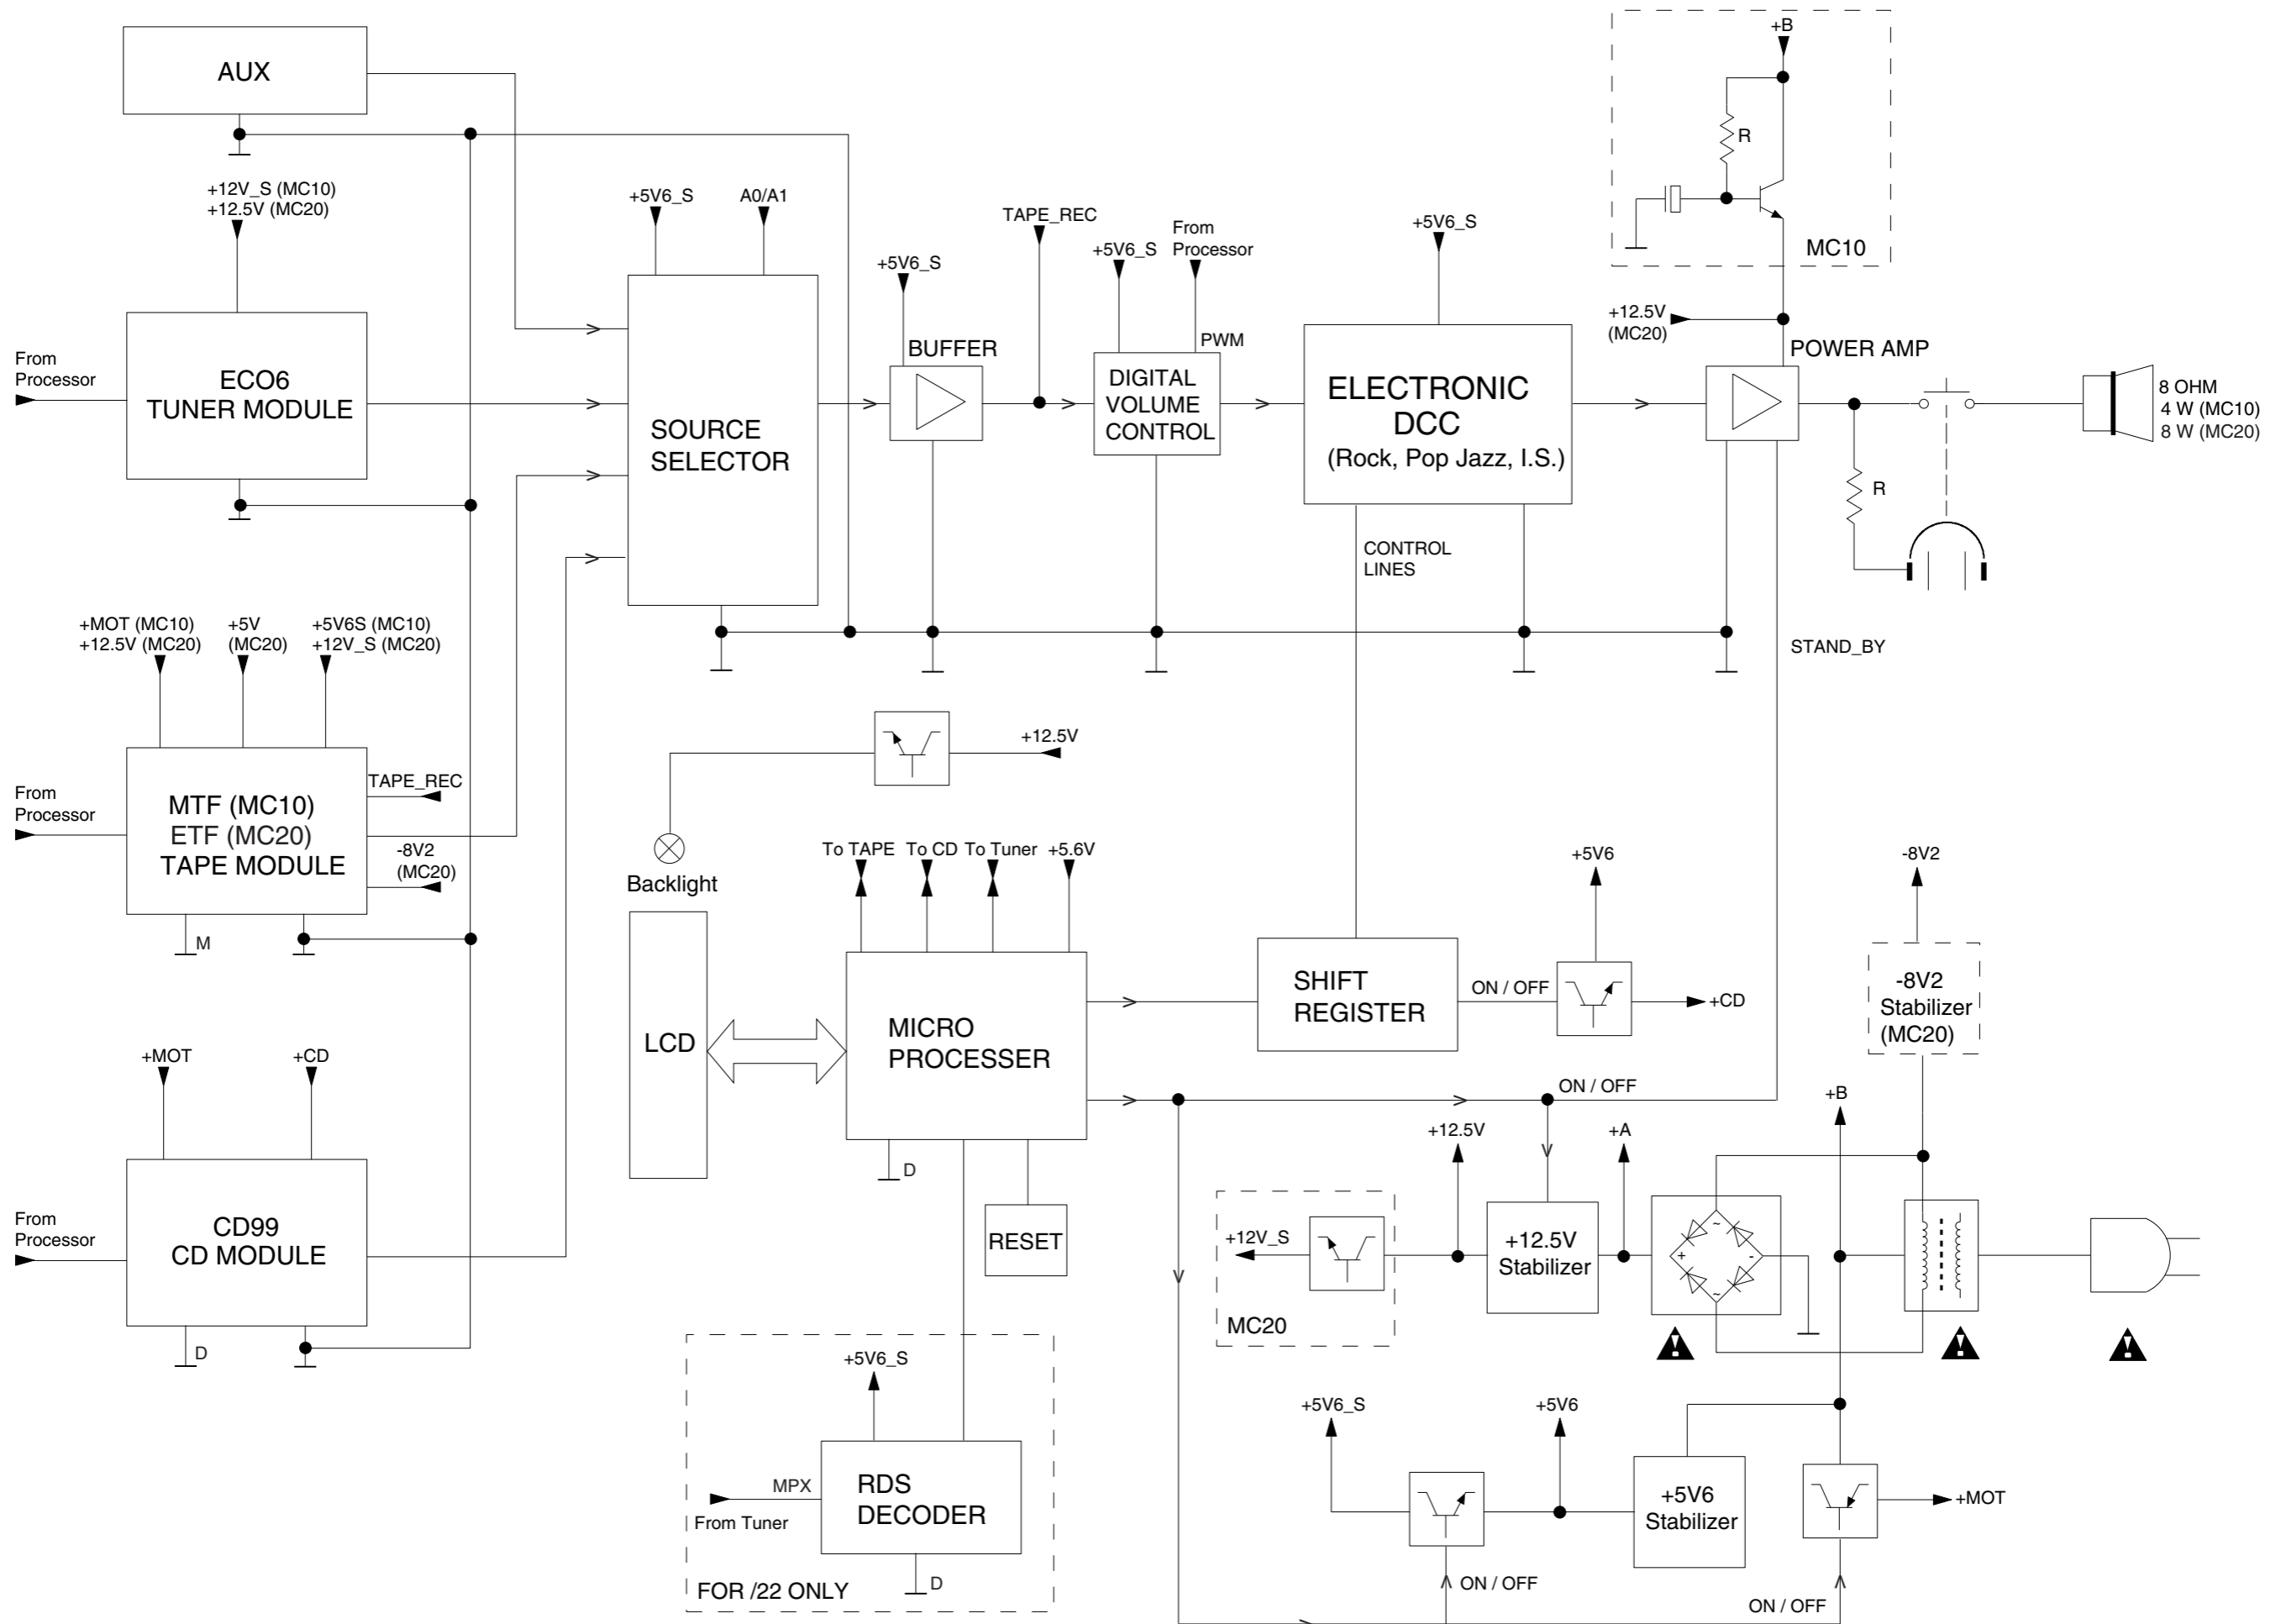 AUX
+12V_S (MC10)
+12.5V (MC20)
From
Processor
ECO6
TUNER MODULE
+5V6_S
A0/A1
SOURCE
SELECTOR
+5V6_S
BUFFER
TAPE_REC
+5V6_S
From
Processor
PWM
DIGITAL
VOLUME
CONTROL
+5V6_S
ELECTRONIC
DCC
(Rock, Pop Jazz, I.S.)
CONTROL
LINES
+B
R
MC10
+12.5V
(MC20)
POWER AMP
8 OHM
4 W (MC10)
8 W (MC20)
R
STAND_BY
+MOT (MC10)
+12.5V (MC20)
+5V
(MC20)
+5V6S (MC10)
+12V_S (MC20)
From
Processor
MTF (MC10)
ETF (MC20)
TAPE MODULE
TAPE_REC
-8V2
(MC20)
M
+12.5V
Backlight
LCD
To TAPE
To CD
To Tuner
+5.6V
MICRO
PROCESSER
D
RESET
SHIFT
REGISTER
ON / OFF
+5V6
+CD
-8V2
-8V2
Stabilizer
(MC20)
+MOT
+CD
From
Processor
CD99
CD MODULE
D
ON / OFF
+12.5V
+A
+B
+12V_S
MC20
+12.5V
Stabilizer
~
+
-
~
+5V6_S
MPX
From Tuner
RDS
DECODER
D
FOR /22 ONLY
+5V6_S
+5V6
+5V6
Stabilizer
+MOT
ON / OFF
ON / OFF